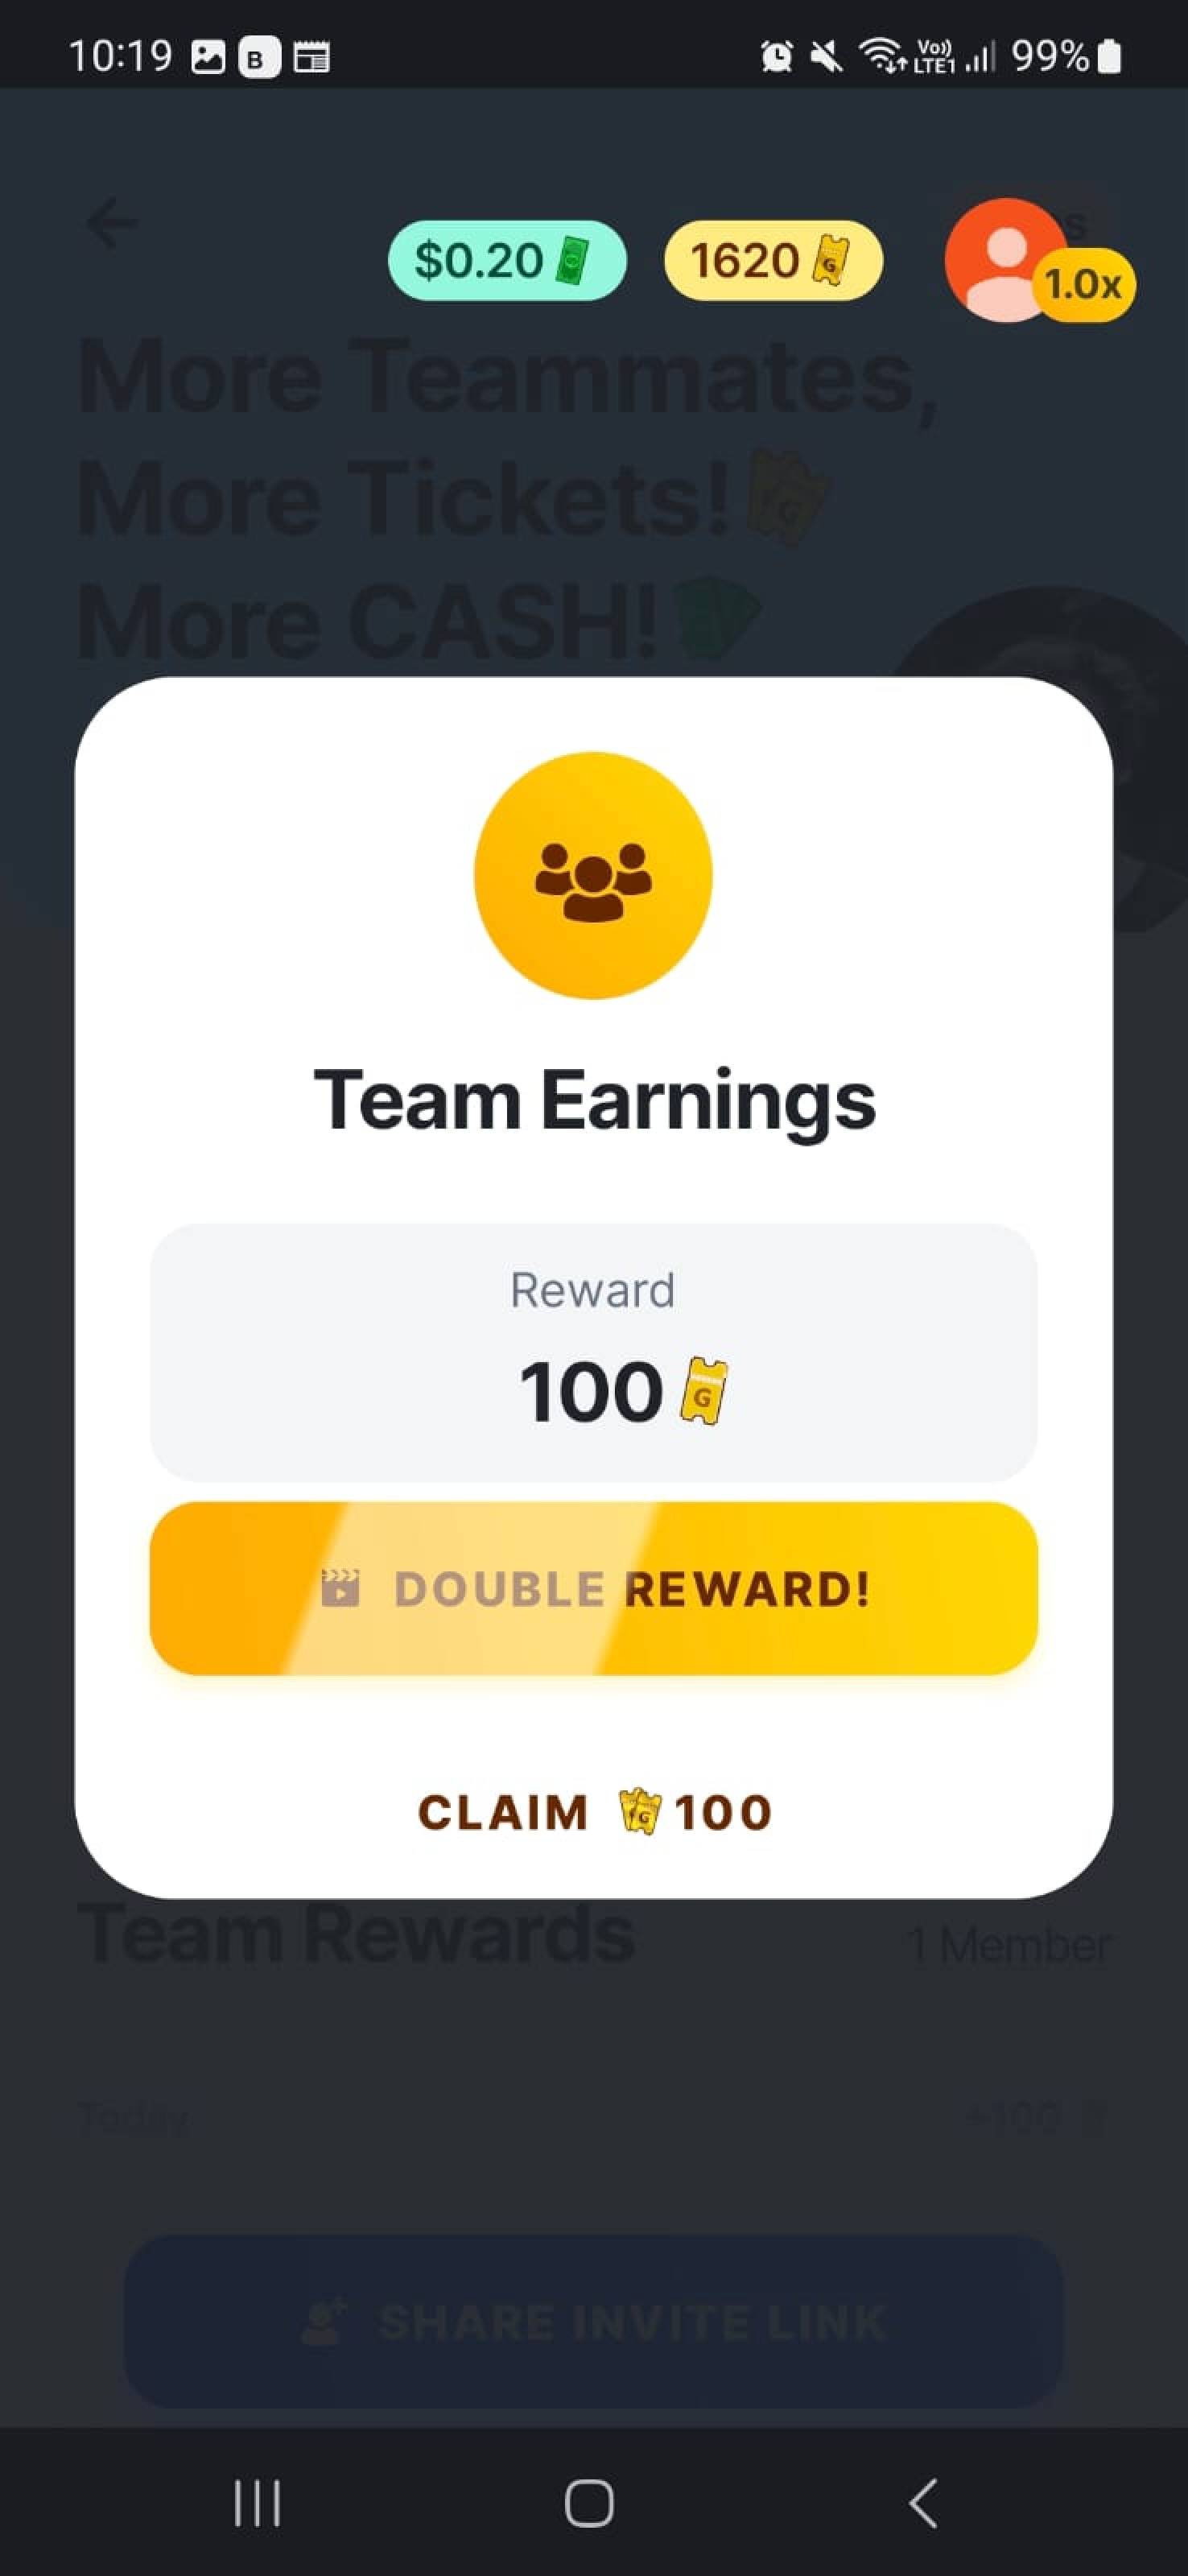 10:19 B Vo)) LTE1 99%
$0.20 1620 G 1.0x
More Teammates,
More Tickets!
More CASH!
Team Earnings
Reward
100 G
DOUBLE REWARD!
CLAIM G 100
Team Rewards 1 Member
Today +100
SHARE INVITE LINK